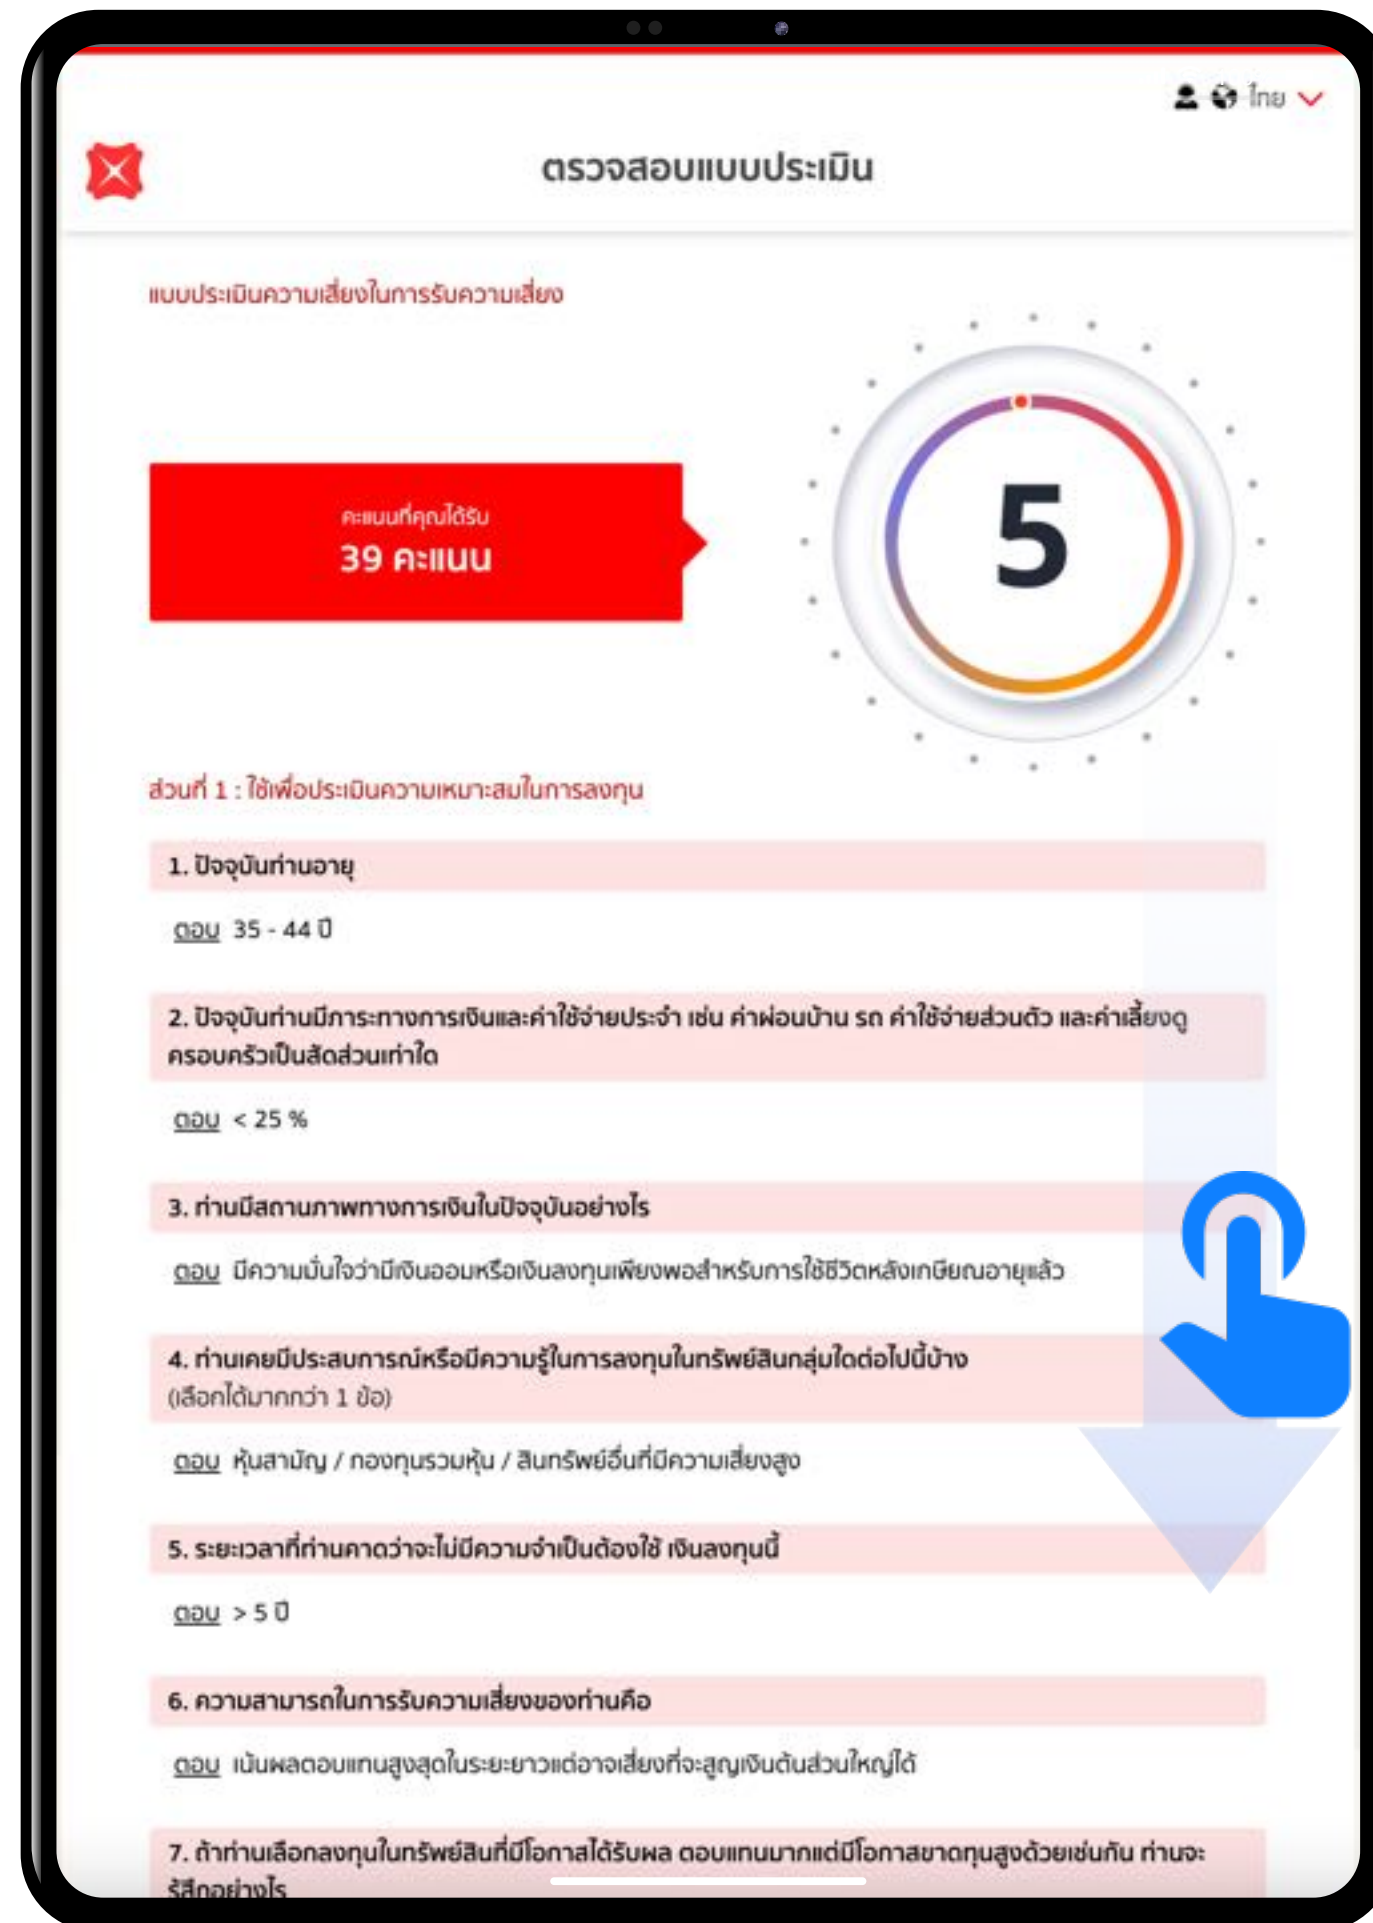 ไทย
ตรวจสอบแบบประเมิน
แบบประเมินความเสี่ยงในการรับความเสี่ยง
คะแนนที่คุณได้รับ
39 คะแนน
5
ส่วนที่ 1 : ใช้เพื่อประเมินความเหมาะสมในการลงทุน
1. ปัจจุบันท่านอายุ
ตอบ 35 - 44 ปี
2. ปัจจุบันท่านมีภาระทางการเงินและค่าใช้จ่ายประจำ เช่น ค่าผ่อนบ้าน รถ ค่าใช้จ่ายส่วนตัว และค่าเลี้ยงดู
ครอบครัวเป็นสัดส่วนเท่าใด
ตอบ < 25 %
3. ท่านมีสถานภาพทางการเงินในปัจจุบันอย่างไร
ตอบ มีความมั่นใจว่ามีเงินออมหรือเงินลงทุนเพียงพอสำหรับการใช้ชีวิตหลังเกษียณอายุแล้ว
4. ท่านเคยมีประสบการณ์หรือมีความรู้ในการลงทุนในทรัพย์สินกลุ่มใดต่อไปนี้บ้าง
(เลือกได้มากกว่า 1 ข้อ)
ตอบ หุ้นสามัญ / กองทุนรวมหุ้น / สินทรัพย์อื่นที่มีความเสี่ยงสูง
5. ระยะเวลาที่ท่านคาดว่าจะไม่มีความจำเป็นต้องใช้ เงินลงทุนนี้
ตอบ > 5 ปี
6. ความสามารถในการรับความเสี่ยงของท่านคือ
ตอบ เน้นผลตอบแทนสูงสุดในระยะยาวแต่อาจเสี่ยงที่จะสูญเงินต้นส่วนใหญ่ได้
7. ถ้าท่านเลือกลงทุนในทรัพย์สินที่มีโอกาสได้รับผล ตอบแทนมากแต่มีโอกาสขาดทุนสูงด้วยเช่นกัน ท่านจะ
รู้สึกอย่างไร